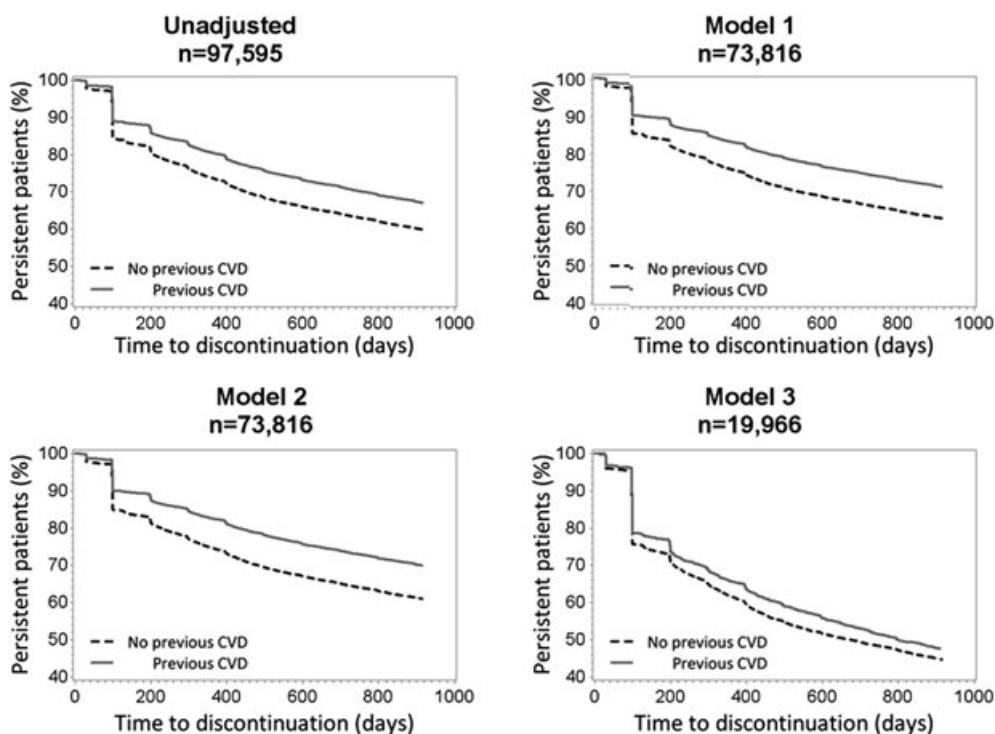 Unadjusted
n=97,595
Persistent patients (%)
100
90
80
70
60
50
40
No previous CVD
Previous CVD
0 200 400 600 800 1000
Time to discontinuation (days)
Model 1
n=73,816
Persistent patients (%)
100
90
80
70
60
50
40
No previous CVD
Previous CVD
0 200 400 600 800 1000
Time to discontinuation (days)
Model 2
n=73,816
Persistent patients (%)
100
90
80
70
60
50
40
No previous CVD
Previous CVD
0 200 400 600 800 1000
Time to discontinuation (days)
Model 3
n=19,966
Persistent patients (%)
100
90
80
70
60
50
40
No previous CVD
Previous CVD
0 200 400 600 800 1000
Time to discontinuation (days)